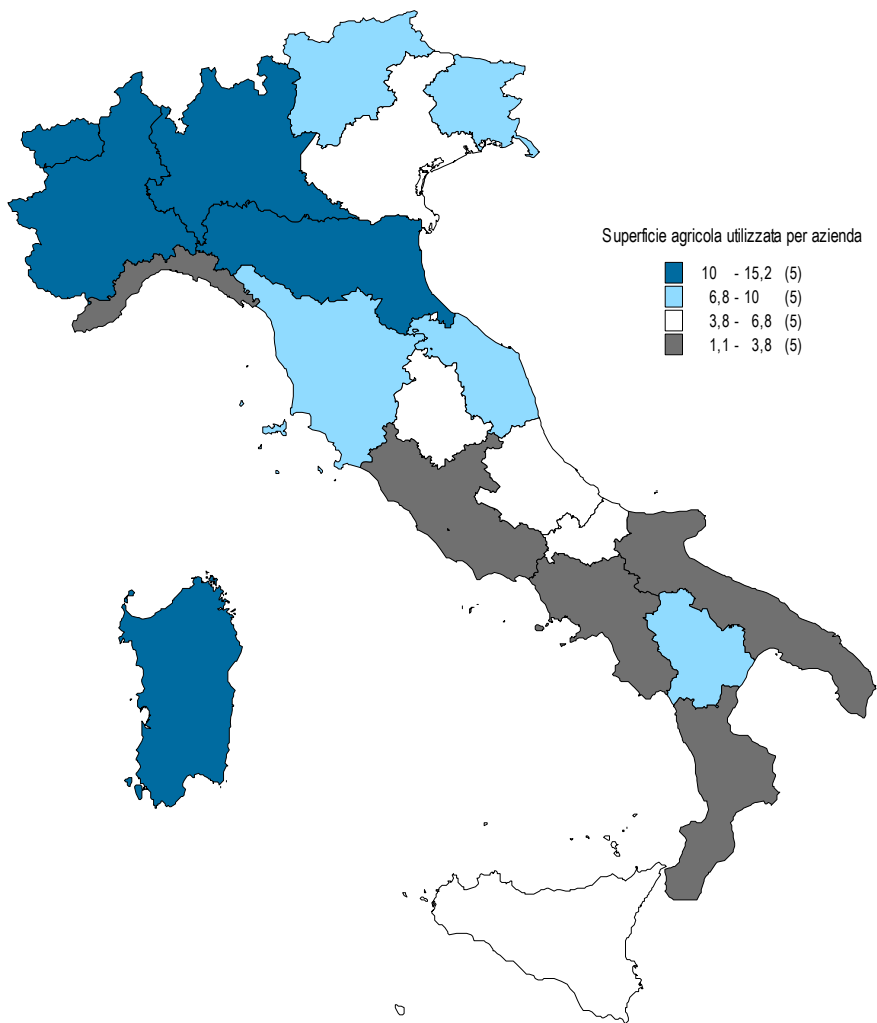 Superficie agricola utilizzata per azienda
10 - 15,2 (5)
6,8 - 10 (5)
3,8 - 6,8 (5)
1,1 - 3,8 (5)